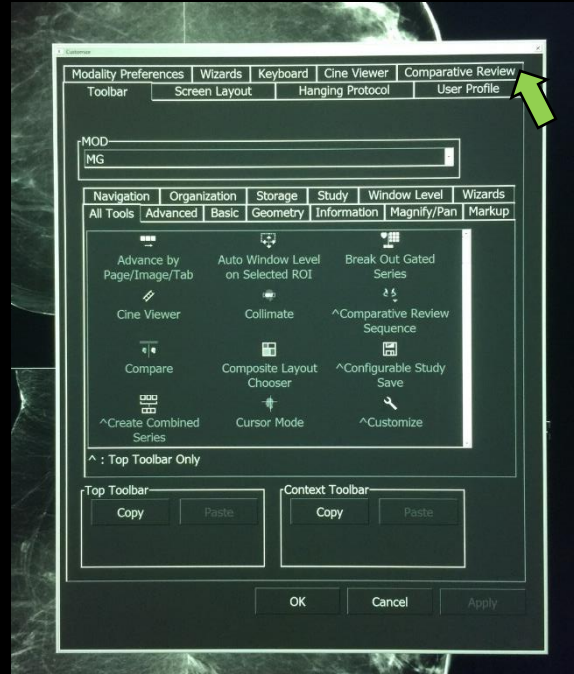 Customize
Modality Preferences Wizards Keyboard Cine Viewer Comparative Review
Toolbar Screen Layout Hanging Protocol User Profile
MOD
MG
Navigation Organization Storage Study Window Level Wizards
All Tools Advanced Basic Geometry Information Magnify/Pan Markup
Advance by
Page/Image/Tab
Auto Window Level
on Selected ROI
Break Out Gated
Series
Cine Viewer
Collimate
^Comparative Review
Sequence
Compare
Composite Layout
Chooser
^Configurable Study
Save
^Create Combined
Series
Cursor Mode
^Customize
^ : Top Toolbar Only
Top Toolbar
Copy Paste
Context Toolbar
Copy Paste
OK Cancel Apply